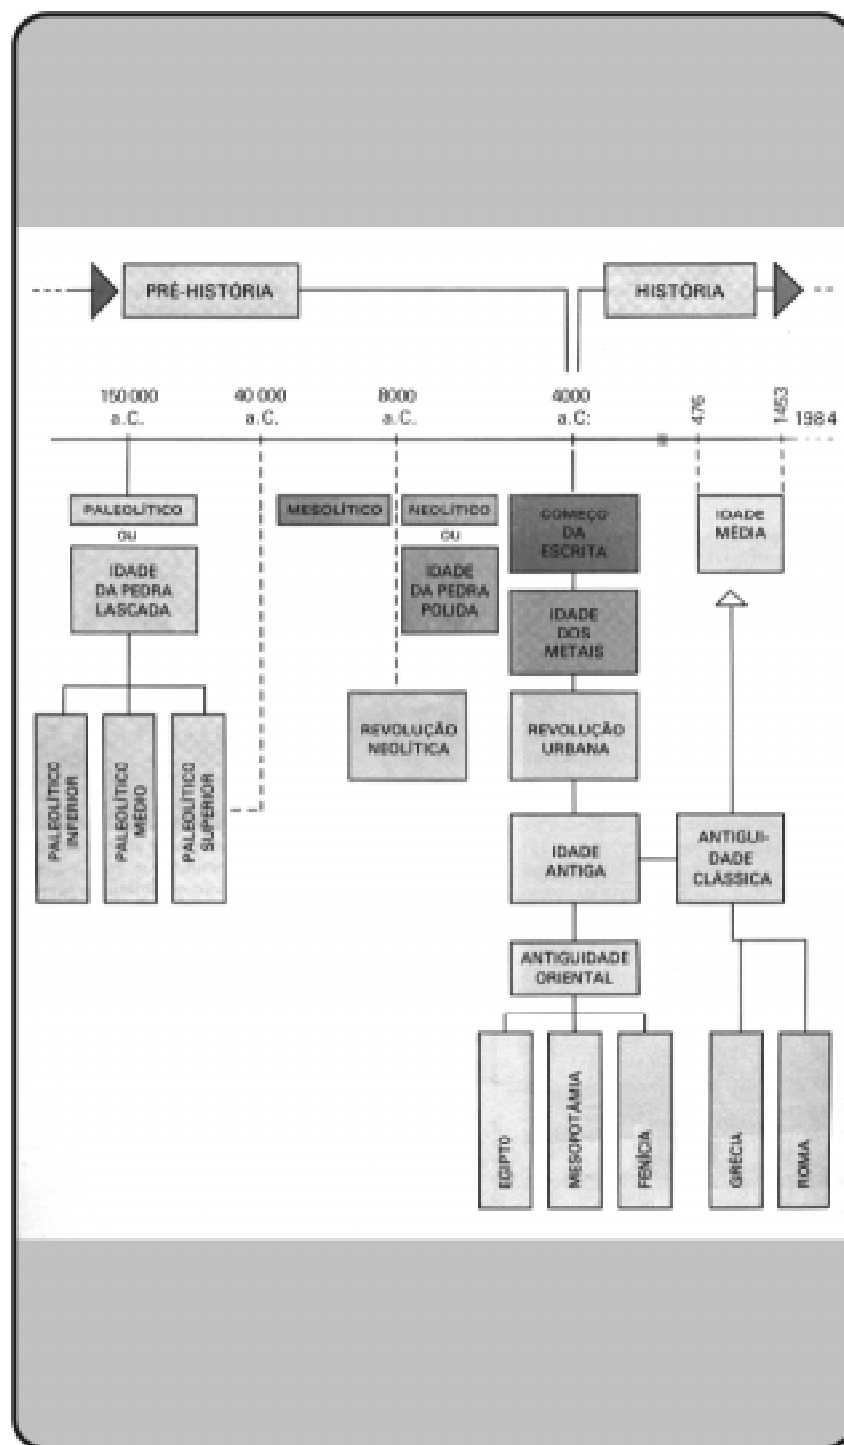 PRÉ-HISTÓRIA
HISTÓRIA
150 000
a.C.
40 000
a.C.
8000
a.C.
4000
a.C:
476
1453
1984
PALEOLÍTICO
ou
IDADE
DA PEDRA
LASCADA
MESOLÍTICO
NEOLÍTICO
ou
IDADE
DA PEDRA
POLIDA
COMEÇO
DA
ESCRITA
IDADE
MÉDIA
IDADE
DOS
METAIS
REVOLUÇÃO
NEOLÍTICA
REVOLUÇÃO
URBANA
PALEOLÍTICO
INFERIOR
PALEOLÍTICO
MÉDIO
PALEOLÍTICO
SUPERIOR
IDADE
ANTIGA
ANTIGUI-
DADE
CLÁSSICA
ANTIGUIDADE
ORIENTAL
EGIPTO
MESOPOTÂMIA
FENÍCIA
GRÉCIA
ROMA